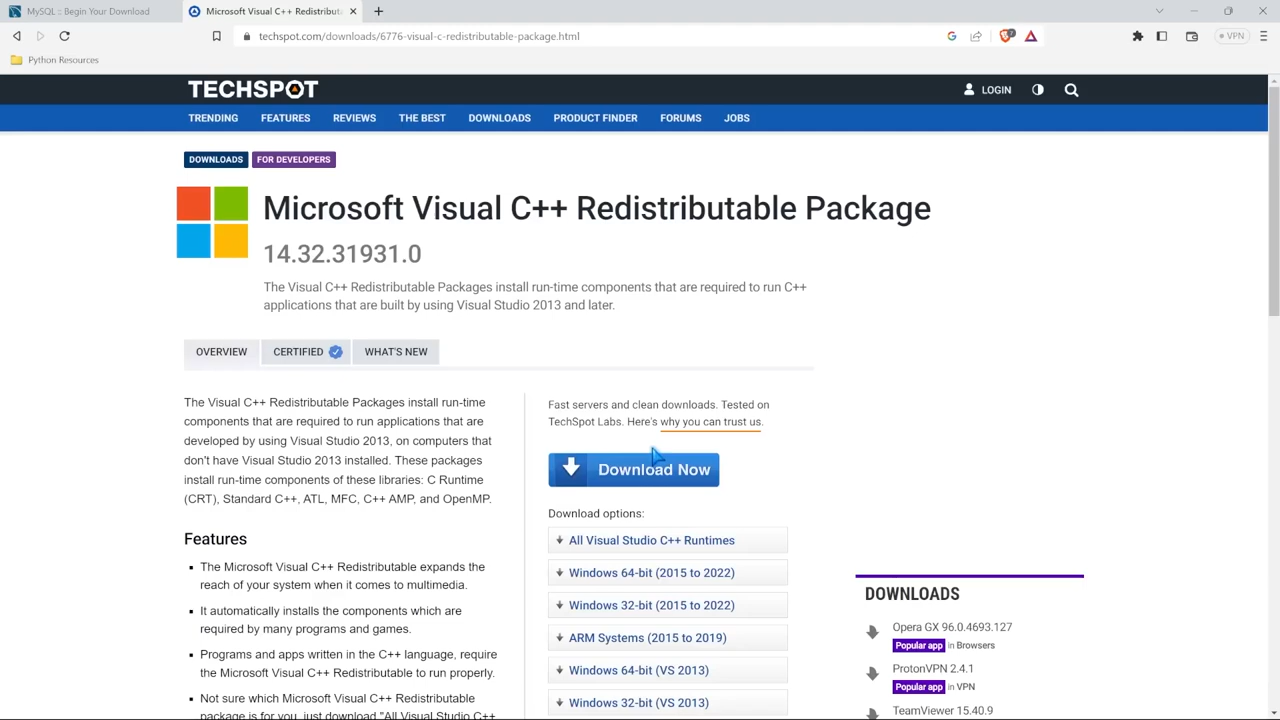 MySQL :: Begin Your Download
Microsoft Visual C++ Redistributa
techspot.com/downloads/6776-visual-c-redistributable-package.html
7
VPN
Python Resources
TECHSPOT
LOGIN
TRENDING
FEATURES
REVIEWS
THE BEST
DOWNLOADS
PRODUCT FINDER
FORUMS
JOBS
DOWNLOADS
FOR DEVELOPERS
Microsoft Visual C++ Redistributable Package
14.32.31931.0
The Visual C++ Redistributable Packages install run-time components that are required to run C++
applications that are built by using Visual Studio 2013 and later.
OVERVIEW
CERTIFIED
WHAT'S NEW
The Visual C++ Redistributable Packages install run-time
components that are required to run applications that are
developed by using Visual Studio 2013, on computers that
don't have Visual Studio 2013 installed. These packages
install run-time components of these libraries: C Runtime
(CRT), Standard C++, ATL, MFC, C++ AMP, and OpenMP.
Features
The Microsoft Visual C++ Redistributable expands the
reach of your system when it comes to multimedia.
It automatically installs the components which are
required by many programs and games.
Programs and apps written in the C++ language, require
the Microsoft Visual C++ Redistributable to run properly.
Not sure which Microsoft Visual C++ Redistributable
package is for you, just download "All Visual Studio C++
Fast servers and clean downloads. Tested on
TechSpot Labs. Here's why you can trust us.
Download Now
Download options:
All Visual Studio C++ Runtimes
Windows 64-bit (2015 to 2022)
Windows 32-bit (2015 to 2022)
ARM Systems (2015 to 2019)
Windows 64-bit (VS 2013)
Windows 32-bit (VS 2013)
DOWNLOADS
Opera GX 96.0.4693.127
Popular app in Browsers
ProtonVPN 2.4.1
Popular app in VPN
TeamViewer 15.40.9